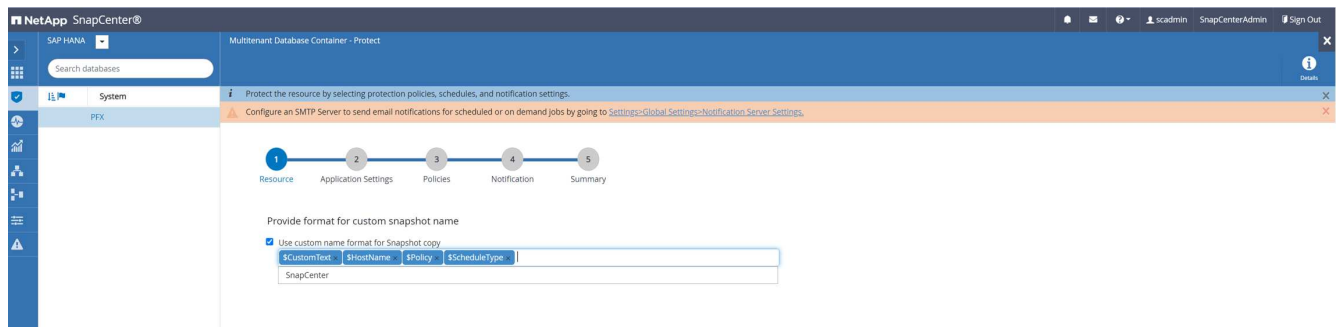 NetApp SnapCenter®
scadmin SnapCenterAdmin Sign Out
SAP HANA
Multitenant Database Container - Protect
Search databases
Details
System
Protect the resource by selecting protection policies, schedules, and notification settings.
PFX
Configure an SMTP Server to send email notifications for scheduled or on demand jobs by going to Settings>Global Settings>Notification Server Settings.
1 2 3 4 5
Resource Application Settings Policies Notification Summary
Provide format for custom snapshot name
Use custom name format for Snapshot copy
$CustomText × $HostName × $Policy × $ScheduleType ×
SnapCenter